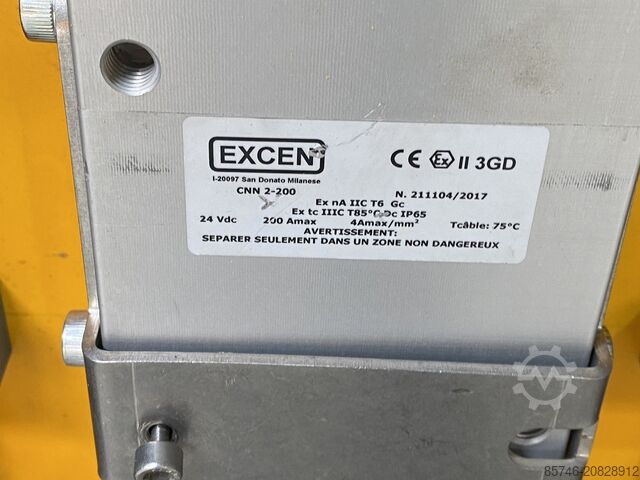 EXCEN
I-20097 San Donato Milanese
CNN 2-200
CE Ex II 3GD
N. 211104/2017
Ex nA IIC T6 Gc
Ex tc IIIC T85°C Dc IP65
24 Vdc 200 Amax 4Amax/mm² Tcâble: 75°C
AVERTISSEMENT:
SEPARER SEULEMENT DANS UN ZONE NON DANGEREUX
85746-20828912